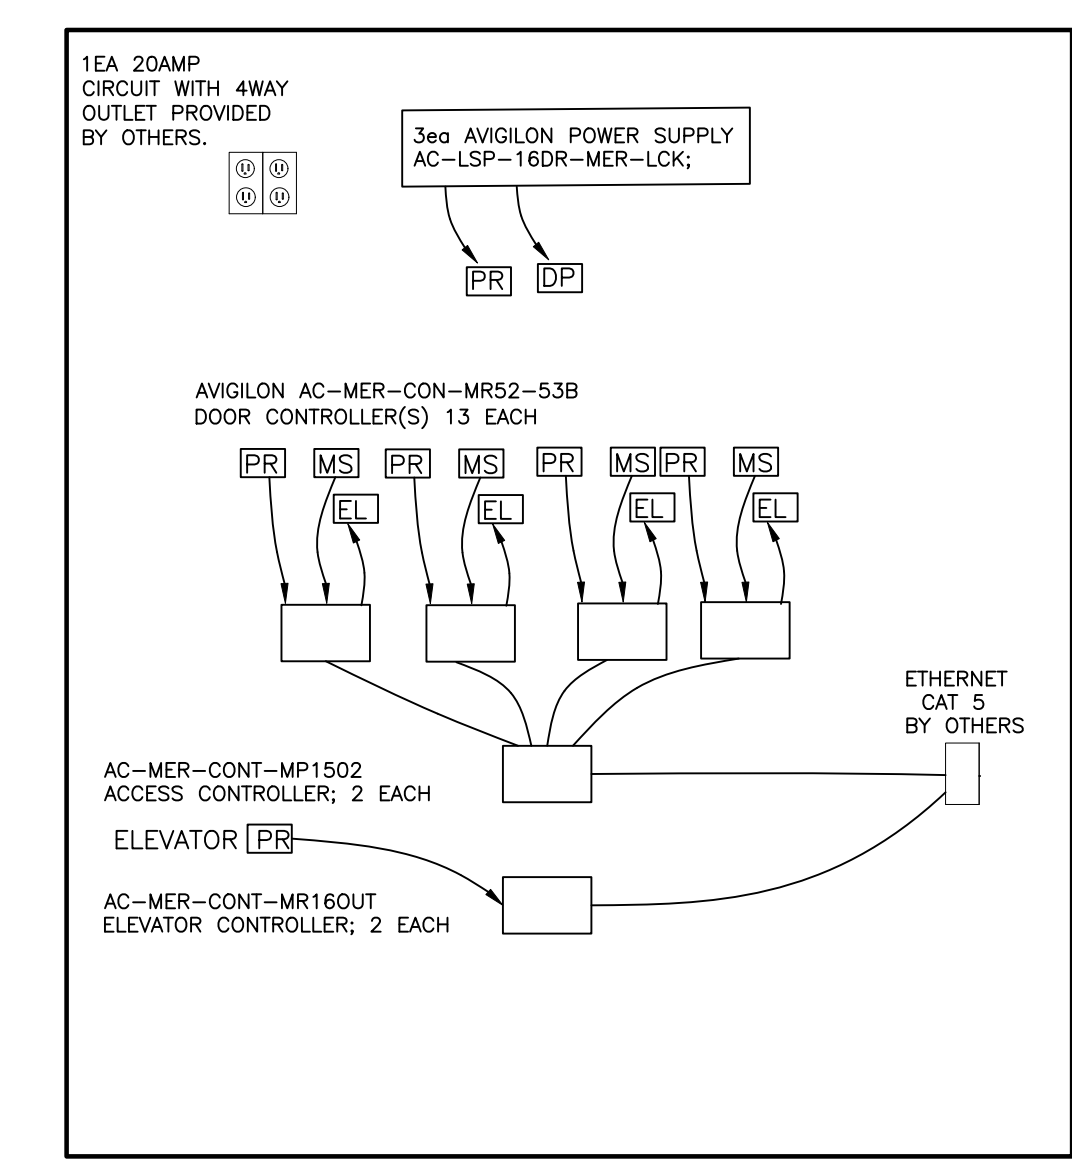 1EA 20AMP
CIRCUIT WITH 4WAY
OUTLET PROVIDED
BY OTHERS.
3ea AVIGILON POWER SUPPLY
AC-LSP-16DR-MER-LCK;
PR DP
AVIGILON AC-MER-CON-MR52-S3B
DOOR CONTROLLER(S) 13 EACH
PR MS PR MS PR MS PR MS
EL EL EL EL
ETHERNET
CAT 5
BY OTHERS
AC-MER-CONT-MP1502
ACCESS CONTROLLER; 2 EACH
ELEVATOR PR
AC-MER-CONT-MR16OUT
ELEVATOR CONTROLLER; 2 EACH